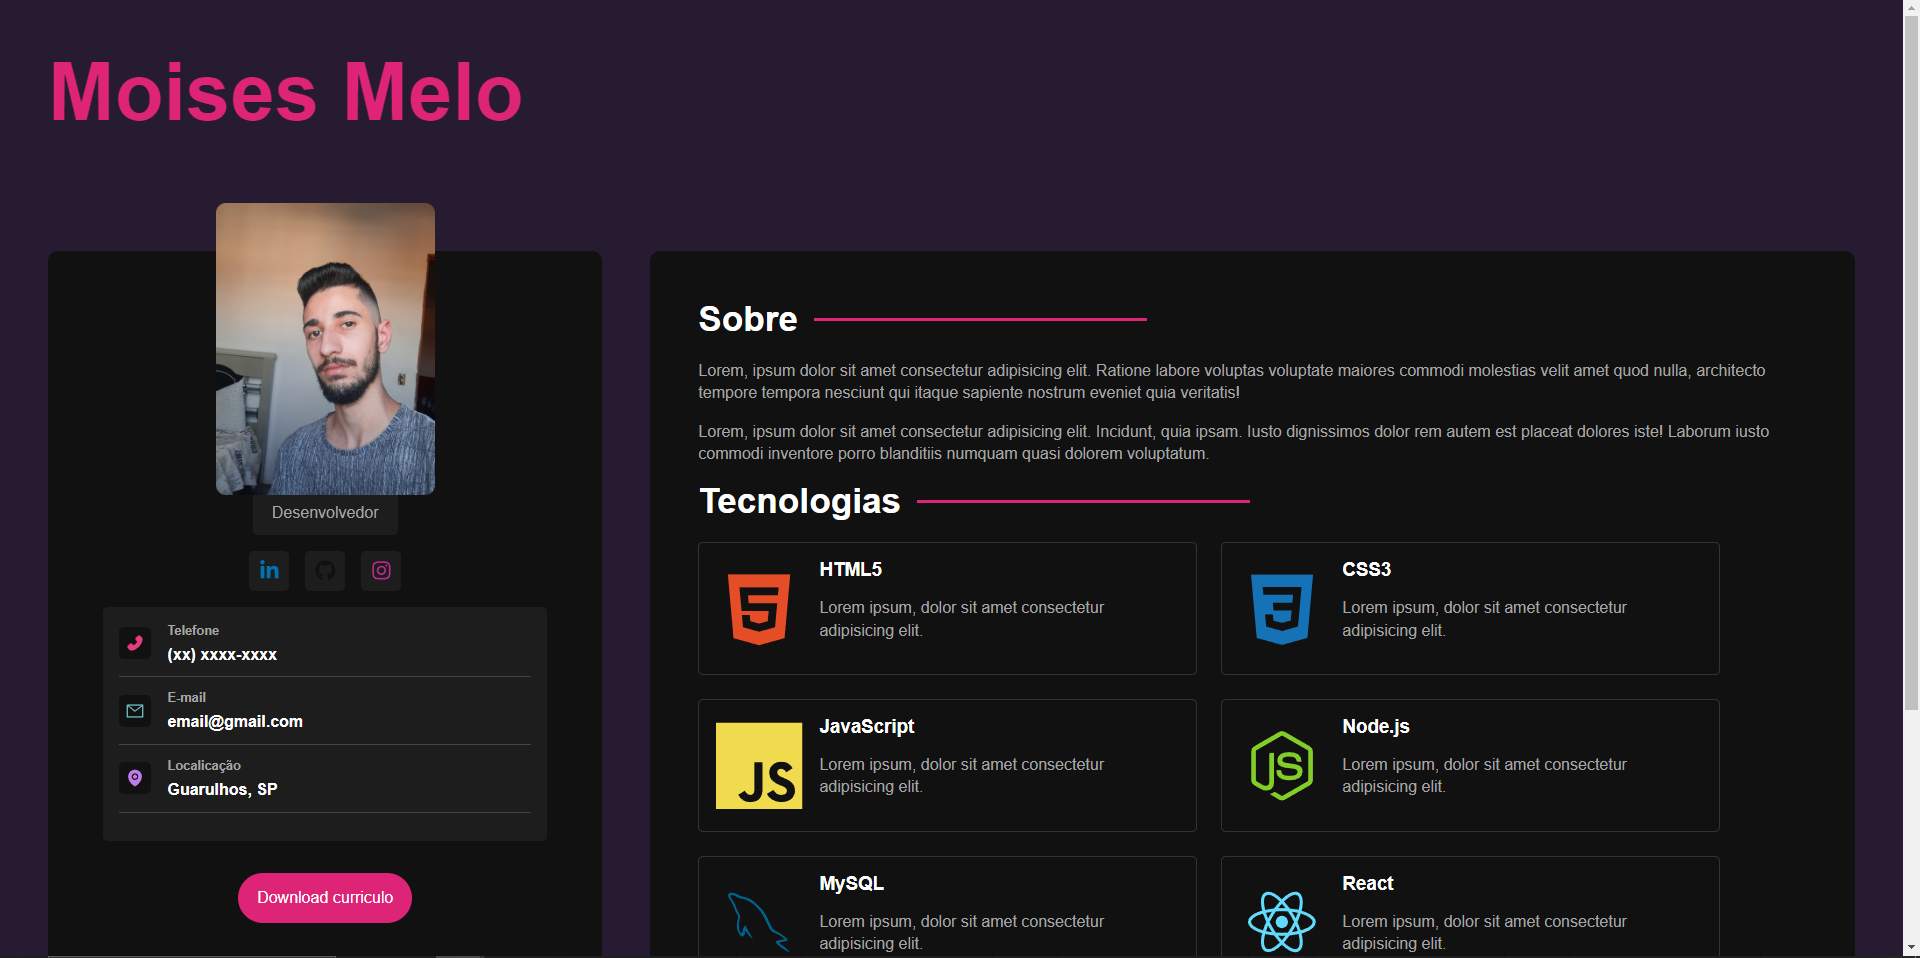 Moises Melo
Desenvolvedor
Telefone
(xx) xxxx-xxxx
E-mail
email@gmail.com
Localicação
Guarulhos, SP
Download curriculo
Sobre
Lorem, ipsum dolor sit amet consectetur adipisicing elit. Ratione labore voluptas voluptate maiores commodi molestias velit amet quod nulla, architecto
tempore tempora nesciunt qui itaque sapiente nostrum eveniet quia veritatis!
Lorem, ipsum dolor sit amet consectetur adipisicing elit. Incidunt, quia ipsam. Iusto dignissimos dolor rem autem est placeat dolores iste! Laborum iusto
commodi inventore porro blanditiis numquam quasi dolorem voluptatum.
Tecnologias
HTML5
Lorem ipsum, dolor sit amet consectetur
adipisicing elit.
CSS3
Lorem ipsum, dolor sit amet consectetur
adipisicing elit.
JS
JavaScript
Lorem ipsum, dolor sit amet consectetur
adipisicing elit.
JS
Node.js
Lorem ipsum, dolor sit amet consectetur
adipisicing elit.
MySQL
Lorem ipsum, dolor sit amet consectetur
adipisicing elit.
React
Lorem ipsum, dolor sit amet consectetur
adipisicing elit.